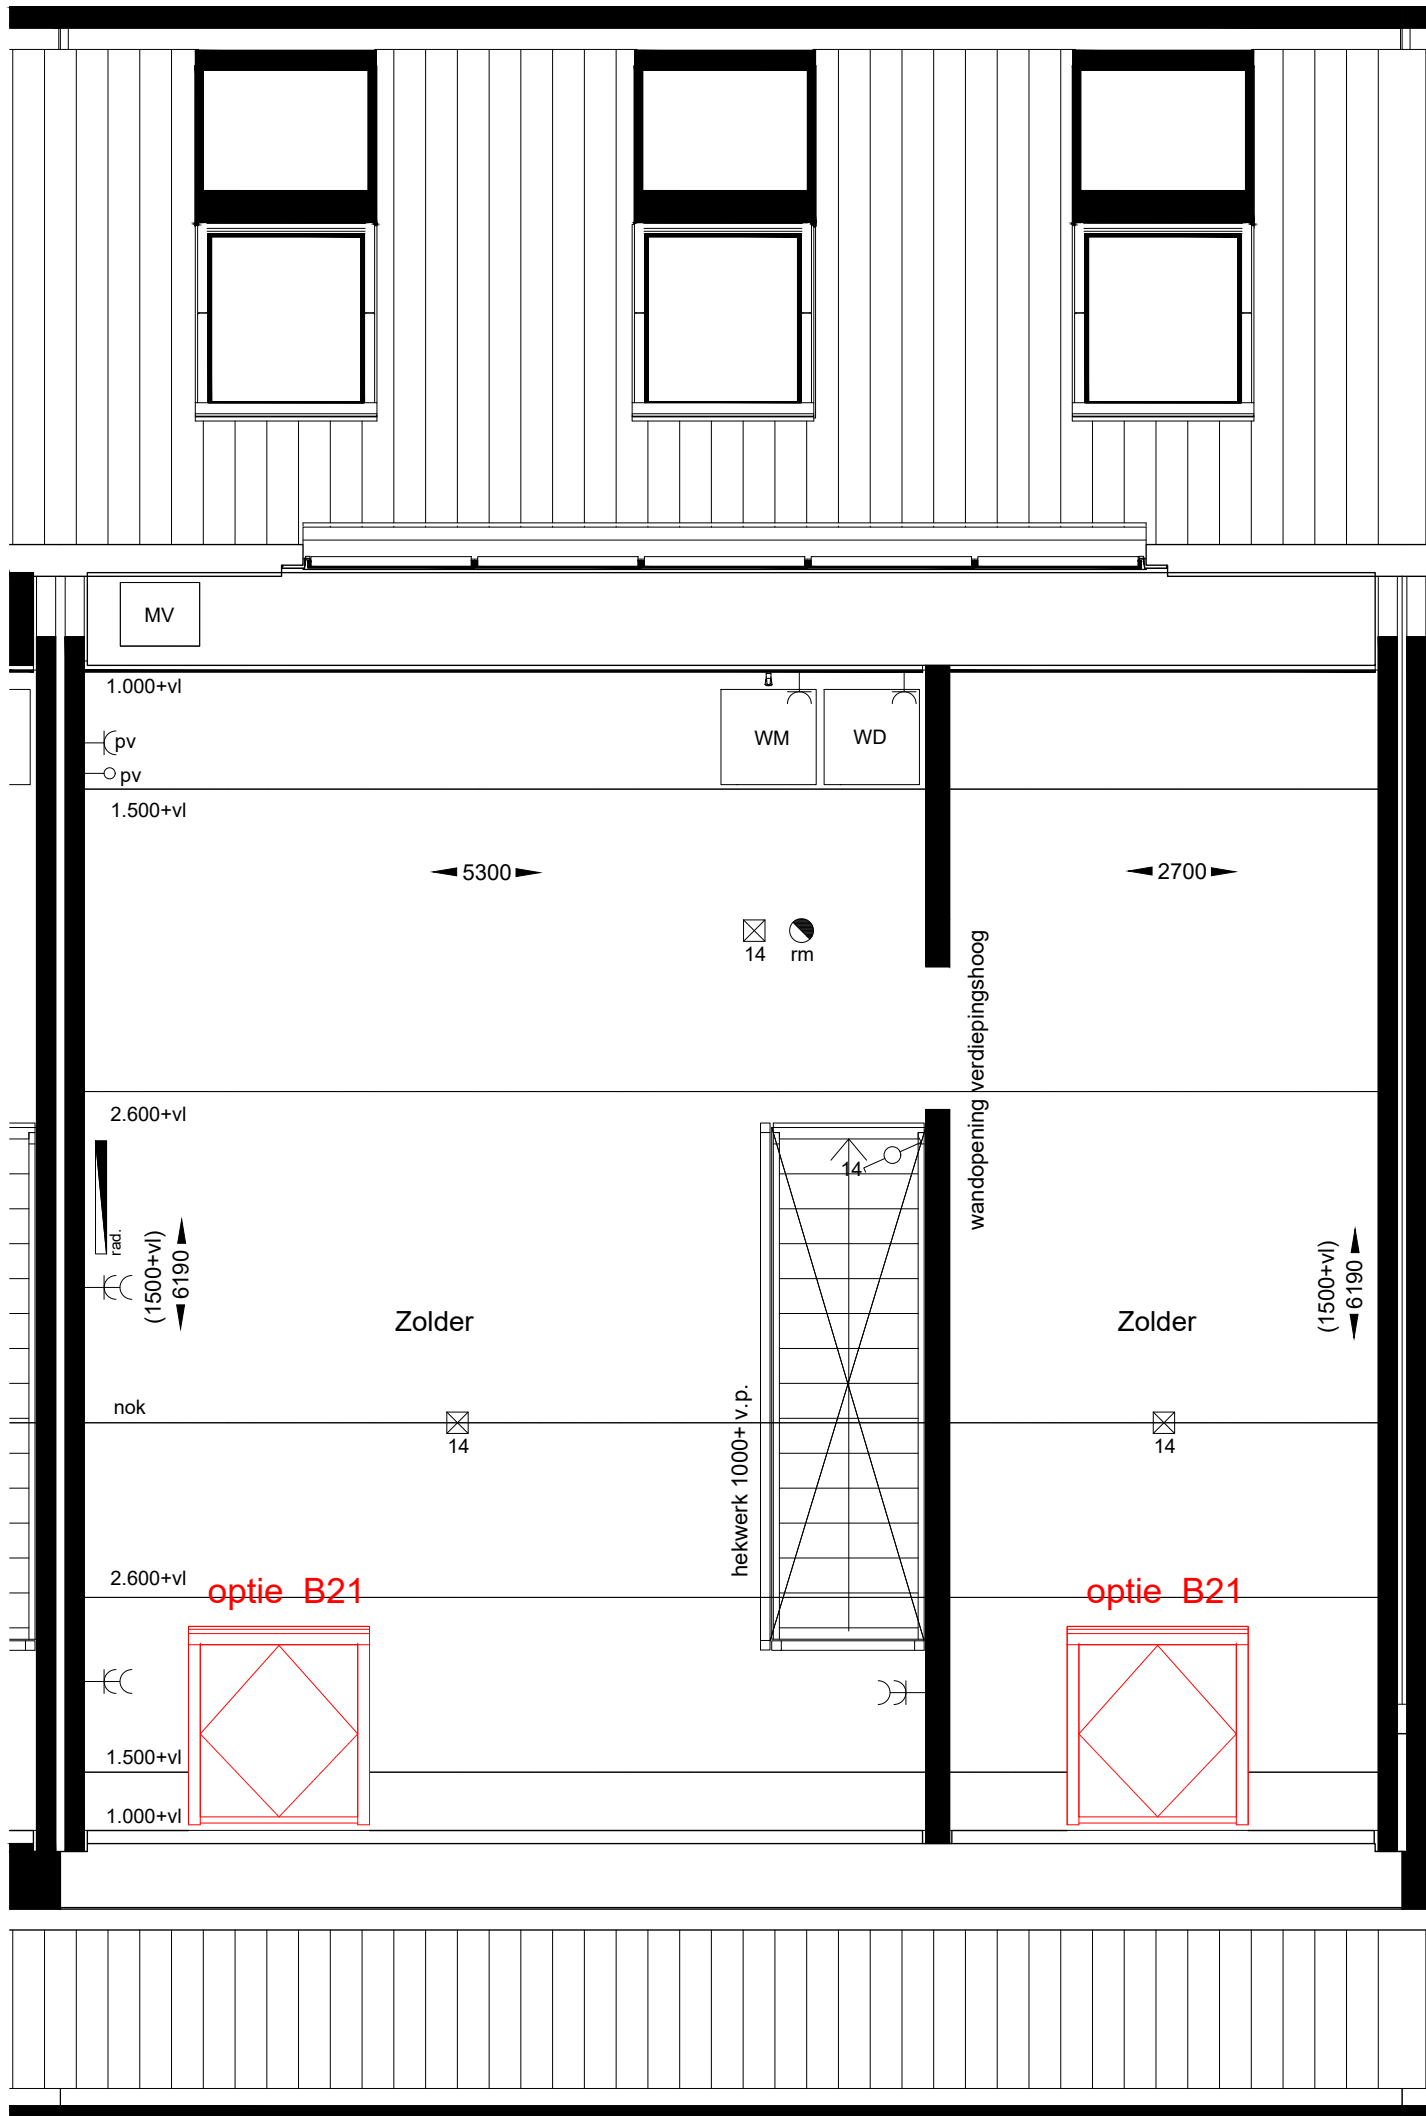 MV
1.000+vl
WM
WD
pv
pv
1.500+vl
5300
2700
14
rm
wandopening verdiepingshoog
2.600+vl
14
rad.
(1500+vl)
6190
(1500+vl)
6190
Zolder
Zolder
nok
14
14
hekwerk 1000+ v.p.
2.600+vl
optie B21
optie B21
1.500+vl
1.000+vl